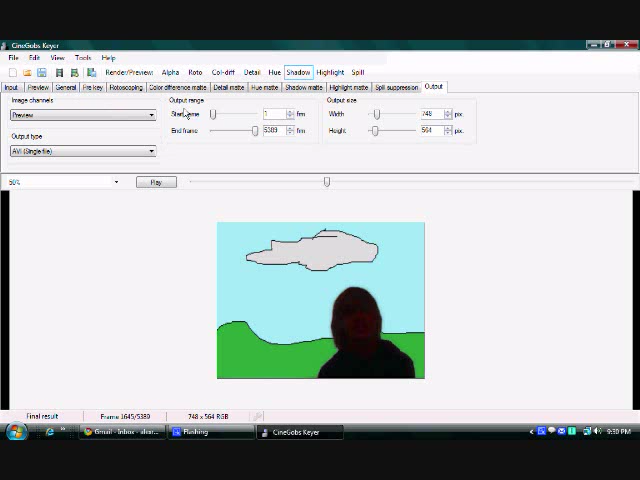 CineGobs Keyer
File Edit View Tools Help
Render/Preview: Alpha Roto Col-diff Detail Hue Shadow Highlight Spill
Input Preview General Pre key Rotoscoping Color difference matte Detail matte Hue matte Shadow matte Highlight matte Spill suppression Output
Image channels Output range Output size
Preview Start frame 1 frm Width 748 pix.
Output type End frame 5389 frm Height 564 pix.
AVI (Single file)
50% Play
Final result Frame 1645/5389 748 x 564 RGB
Gmail - Inbox - Flashing CineGobs Keyer 9:30 PM